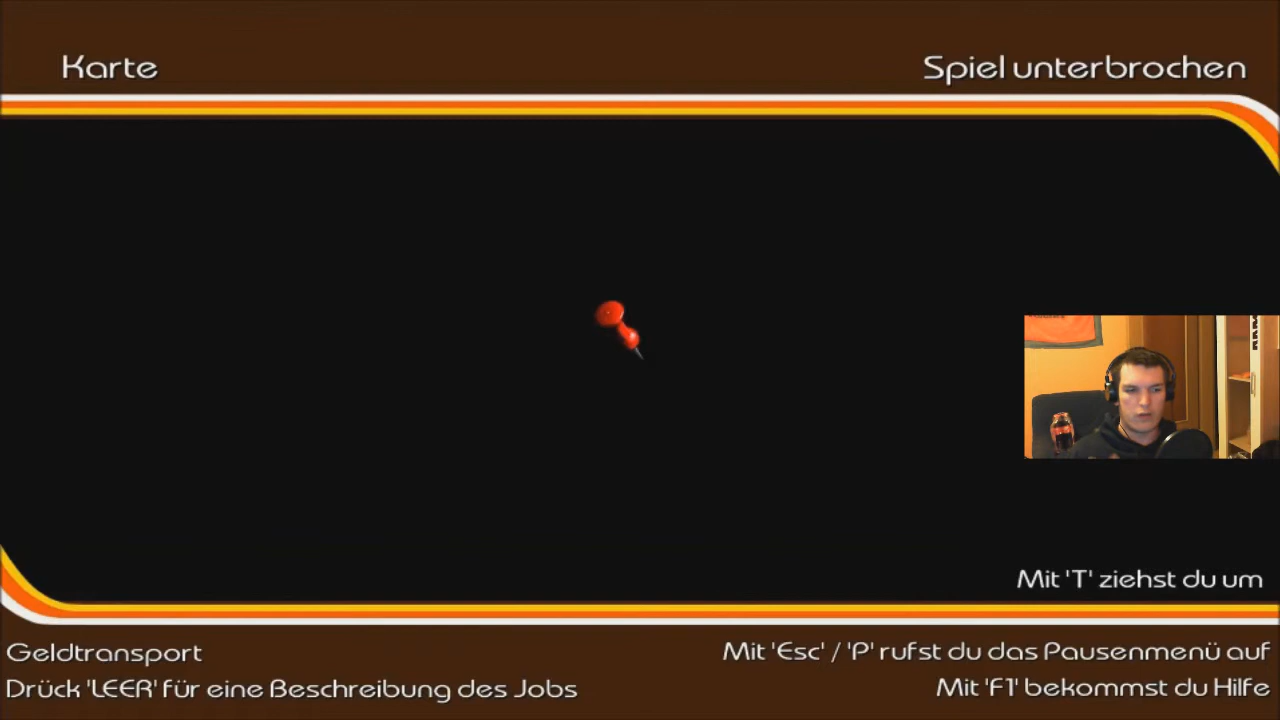 Karte
Spiel unterbrochen
Mit 'T' ziehst du um
Geldtransport
Mit 'Esc' / 'P' rufst du das Pausenmenü auf
Drück 'LEER' für eine Beschreibung des Jobs
Mit 'F1' bekommst du Hilfe